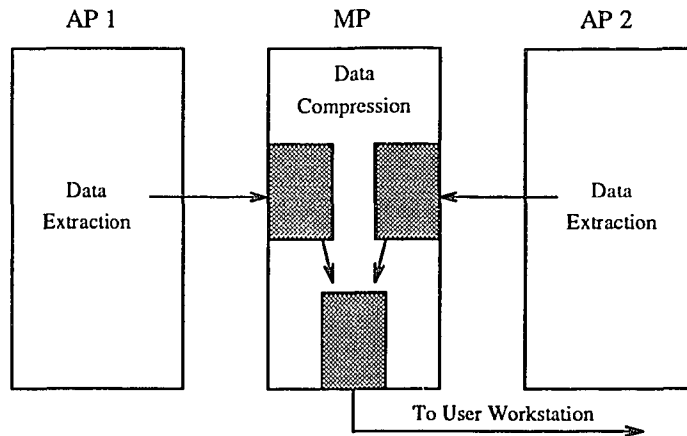 AP 1
MP
AP 2
Data
Compression
Data
Extraction
Data
Extraction
To User Workstation